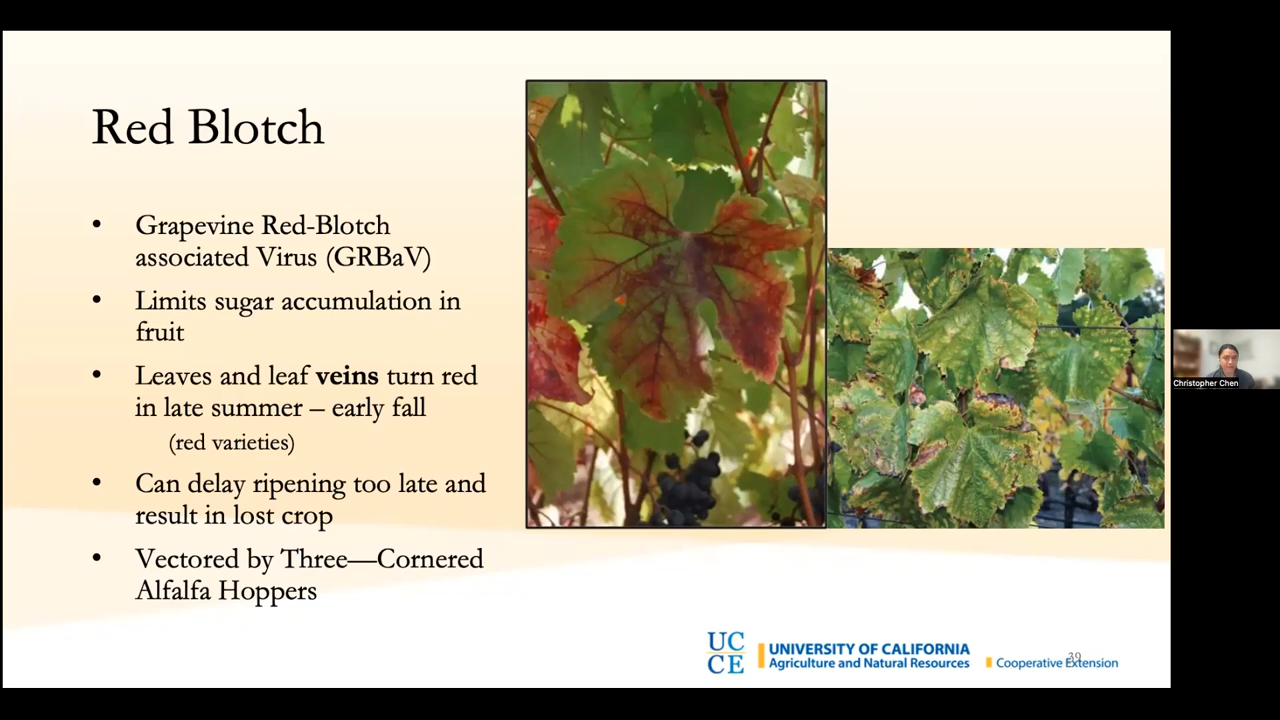 Red Blotch
• Grapevine Red-Blotch
associated Virus (GRBaV)
• Limits sugar accumulation in
fruit
• Leaves and leaf veins turn red
in late summer – early fall
(red varieties)
• Can delay ripening too late and
result in lost crop
• Vectored by Three—Cornered
Alfalfa Hoppers
Christopher Chen
UC
CE
UNIVERSITY OF CALIFORNIA
Agriculture and Natural Resources
Cooperative Extension
39